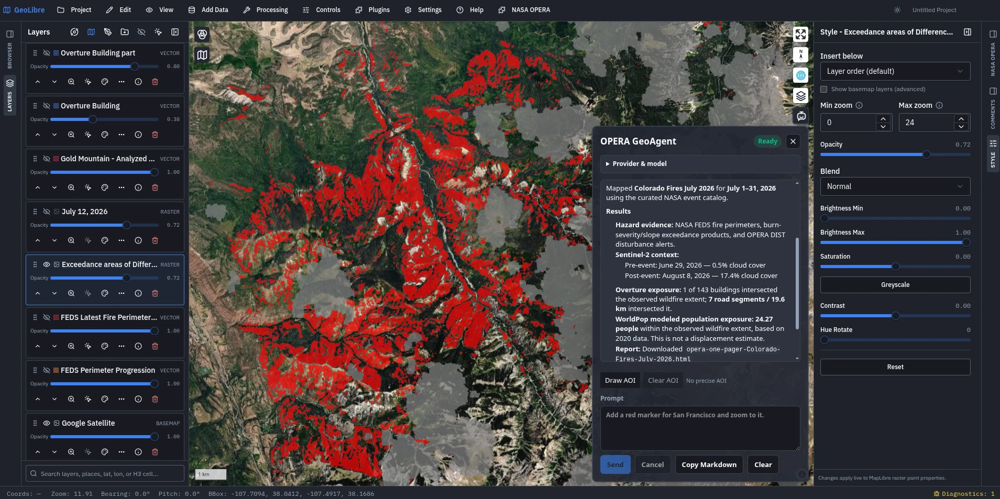 GeoLibre Project Edit View Add Data Processing Controls Plugins Settings Help NASA OPERA Untitled Project
BROWSER
LAYERS
Layers
Overture Building part VECTOR
Opacity 0.80
Overture Building VECTOR
Opacity 0.38
Gold Mountain - Analyzed ... VECTOR
Opacity 1.00
July 12, 2026 RASTER
Opacity 0.72
Exceedance areas of Differ... RASTER
Opacity 0.72
FEDS Latest Fire Perimeter... VECTOR
Opacity 1.00
FEDS Perimeter Progression VECTOR
Opacity 1.00
Google Satellite BASEMAP
Opacity 1.00
Search layers, places, lat, lon, or H3 cell...
1 km
N
OPERA GeoAgent Ready
Provider & model
Mapped Colorado Fires July 2026 for July 1–31, 2026
using the curated NASA event catalog.
Results
Hazard evidence: NASA FEDS fire perimeters, burn-
severity/slope exceedance products, and OPERA DIST
disturbance alerts.
Sentinel-2 context:
Pre-event: June 29, 2026 — 0.5% cloud cover
Post-event: August 8, 2026 — 17.4% cloud cover
Overture exposure: 1 of 143 buildings intersected
the observed wildfire extent; 7 road segments / 19.6
km intersected it.
WorldPop modeled population exposure: 24.27
people within the observed wildfire extent, based on
2020 data. This is not a displacement estimate.
Report: Downloaded opera-one-pager-Colorado-
Fires-July-2026.html
Draw AOI Clear AOI No precise AOI
Prompt
Add a red marker for San Francisco and zoom to it.
Send Cancel Copy Markdown Clear
Style - Exceedance areas of Differenc...
Insert below
Layer order (default)
Show basemap layers (advanced)
Min zoom Max zoom
0 24
Opacity 0.72
Blend
Normal
Brightness Min 0.00
Brightness Max 1.00
Saturation 0.00
Greyscale
Contrast 0.00
Hue Rotate 0
Reset
Changes apply live to MapLibre raster paint properties.
NASA OPERA
COMMENTS
STYLE
Coords: — Zoom: 11.91 Bearing: 0.0° Pitch: 0.0° BBox: -107.7094, 38.0412, -107.4917, 38.1686 Diagnostics: 1